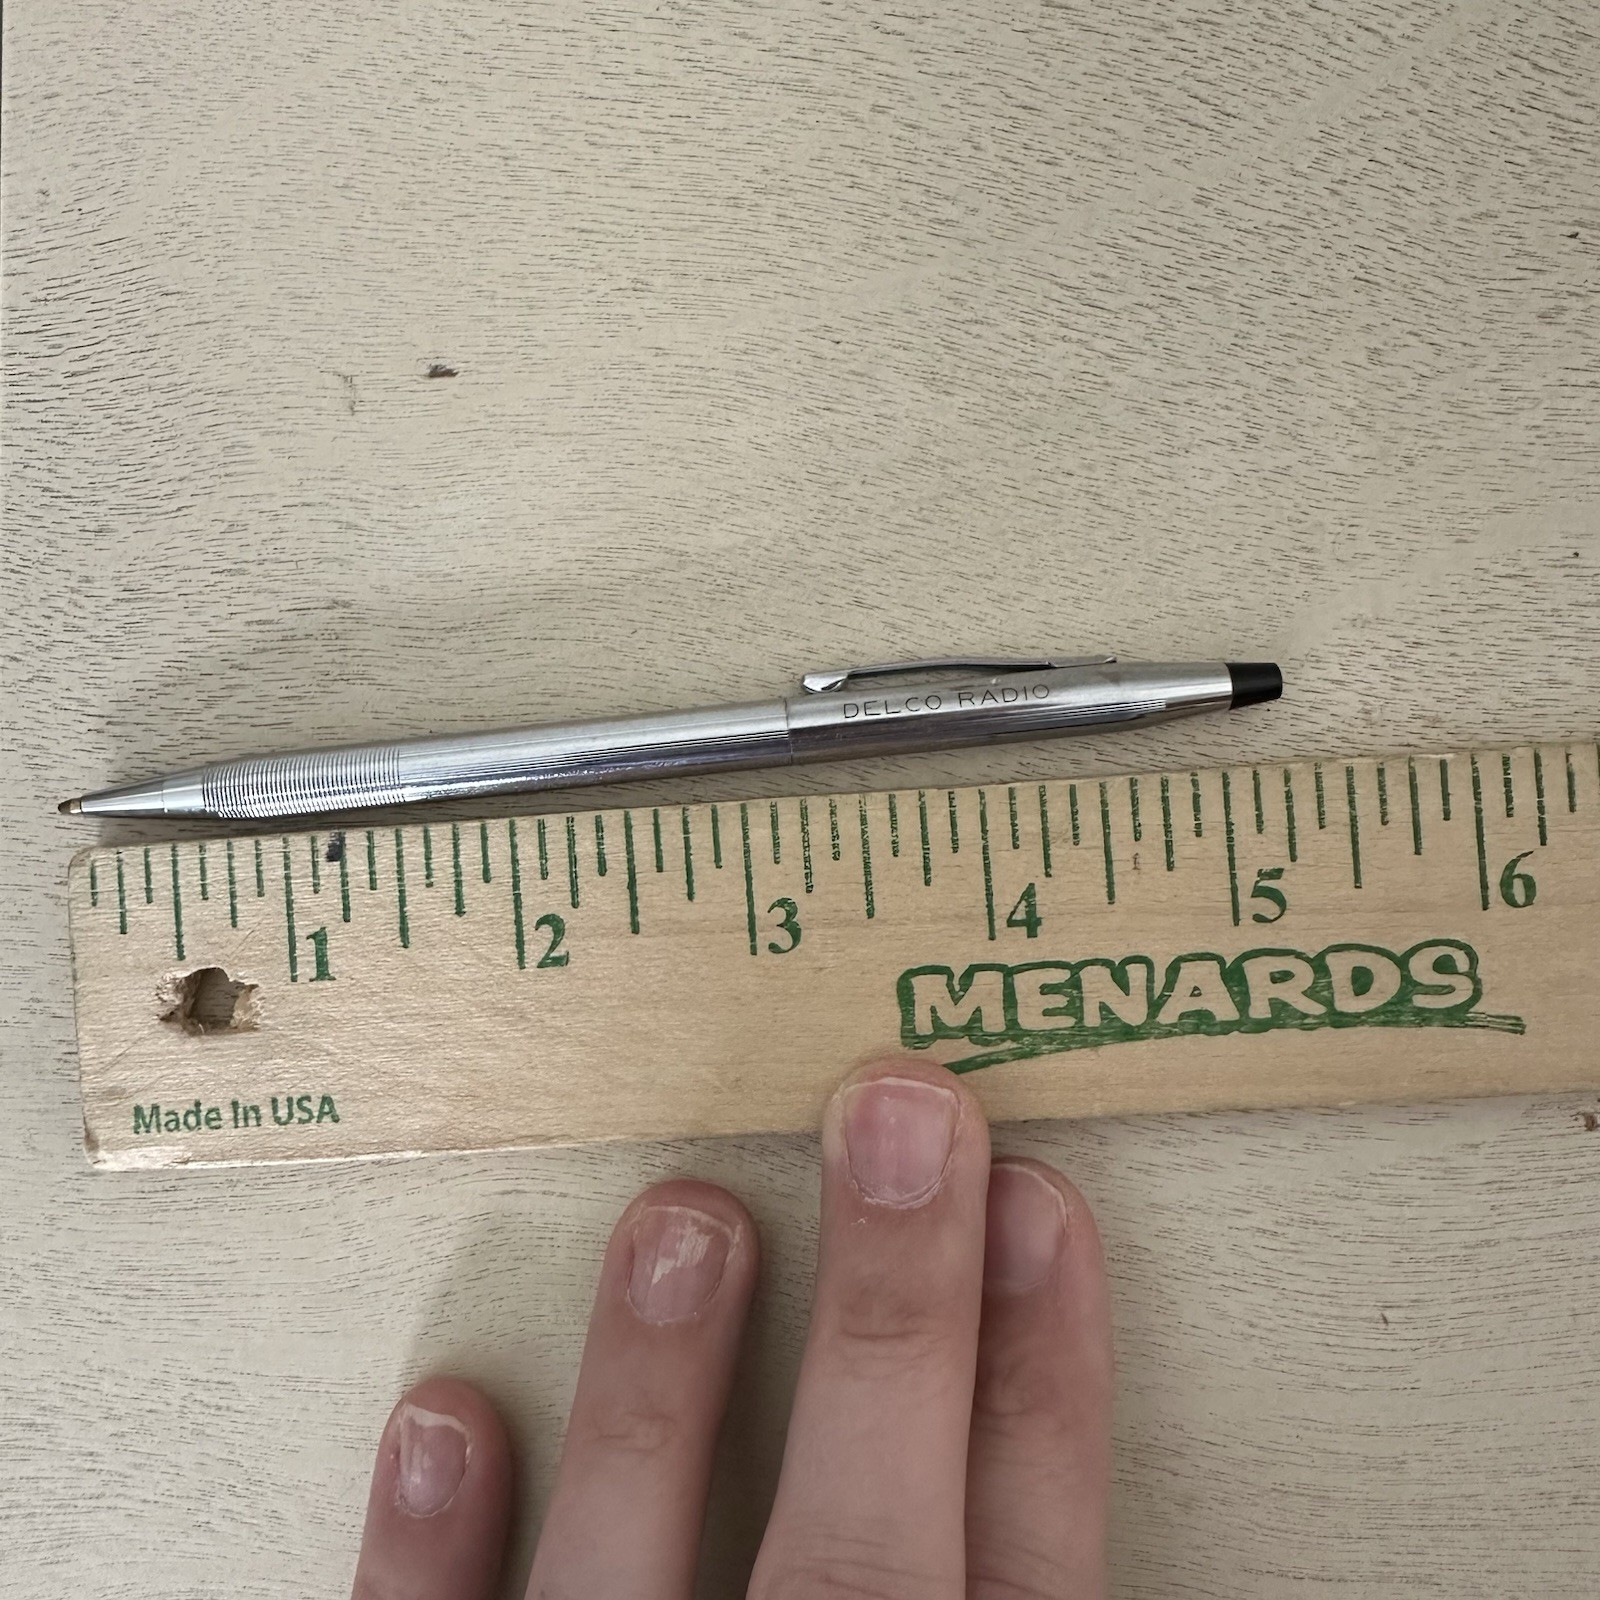 DELCO RADIO
1 2 3 4 5 6
MENARDS
Made In USA